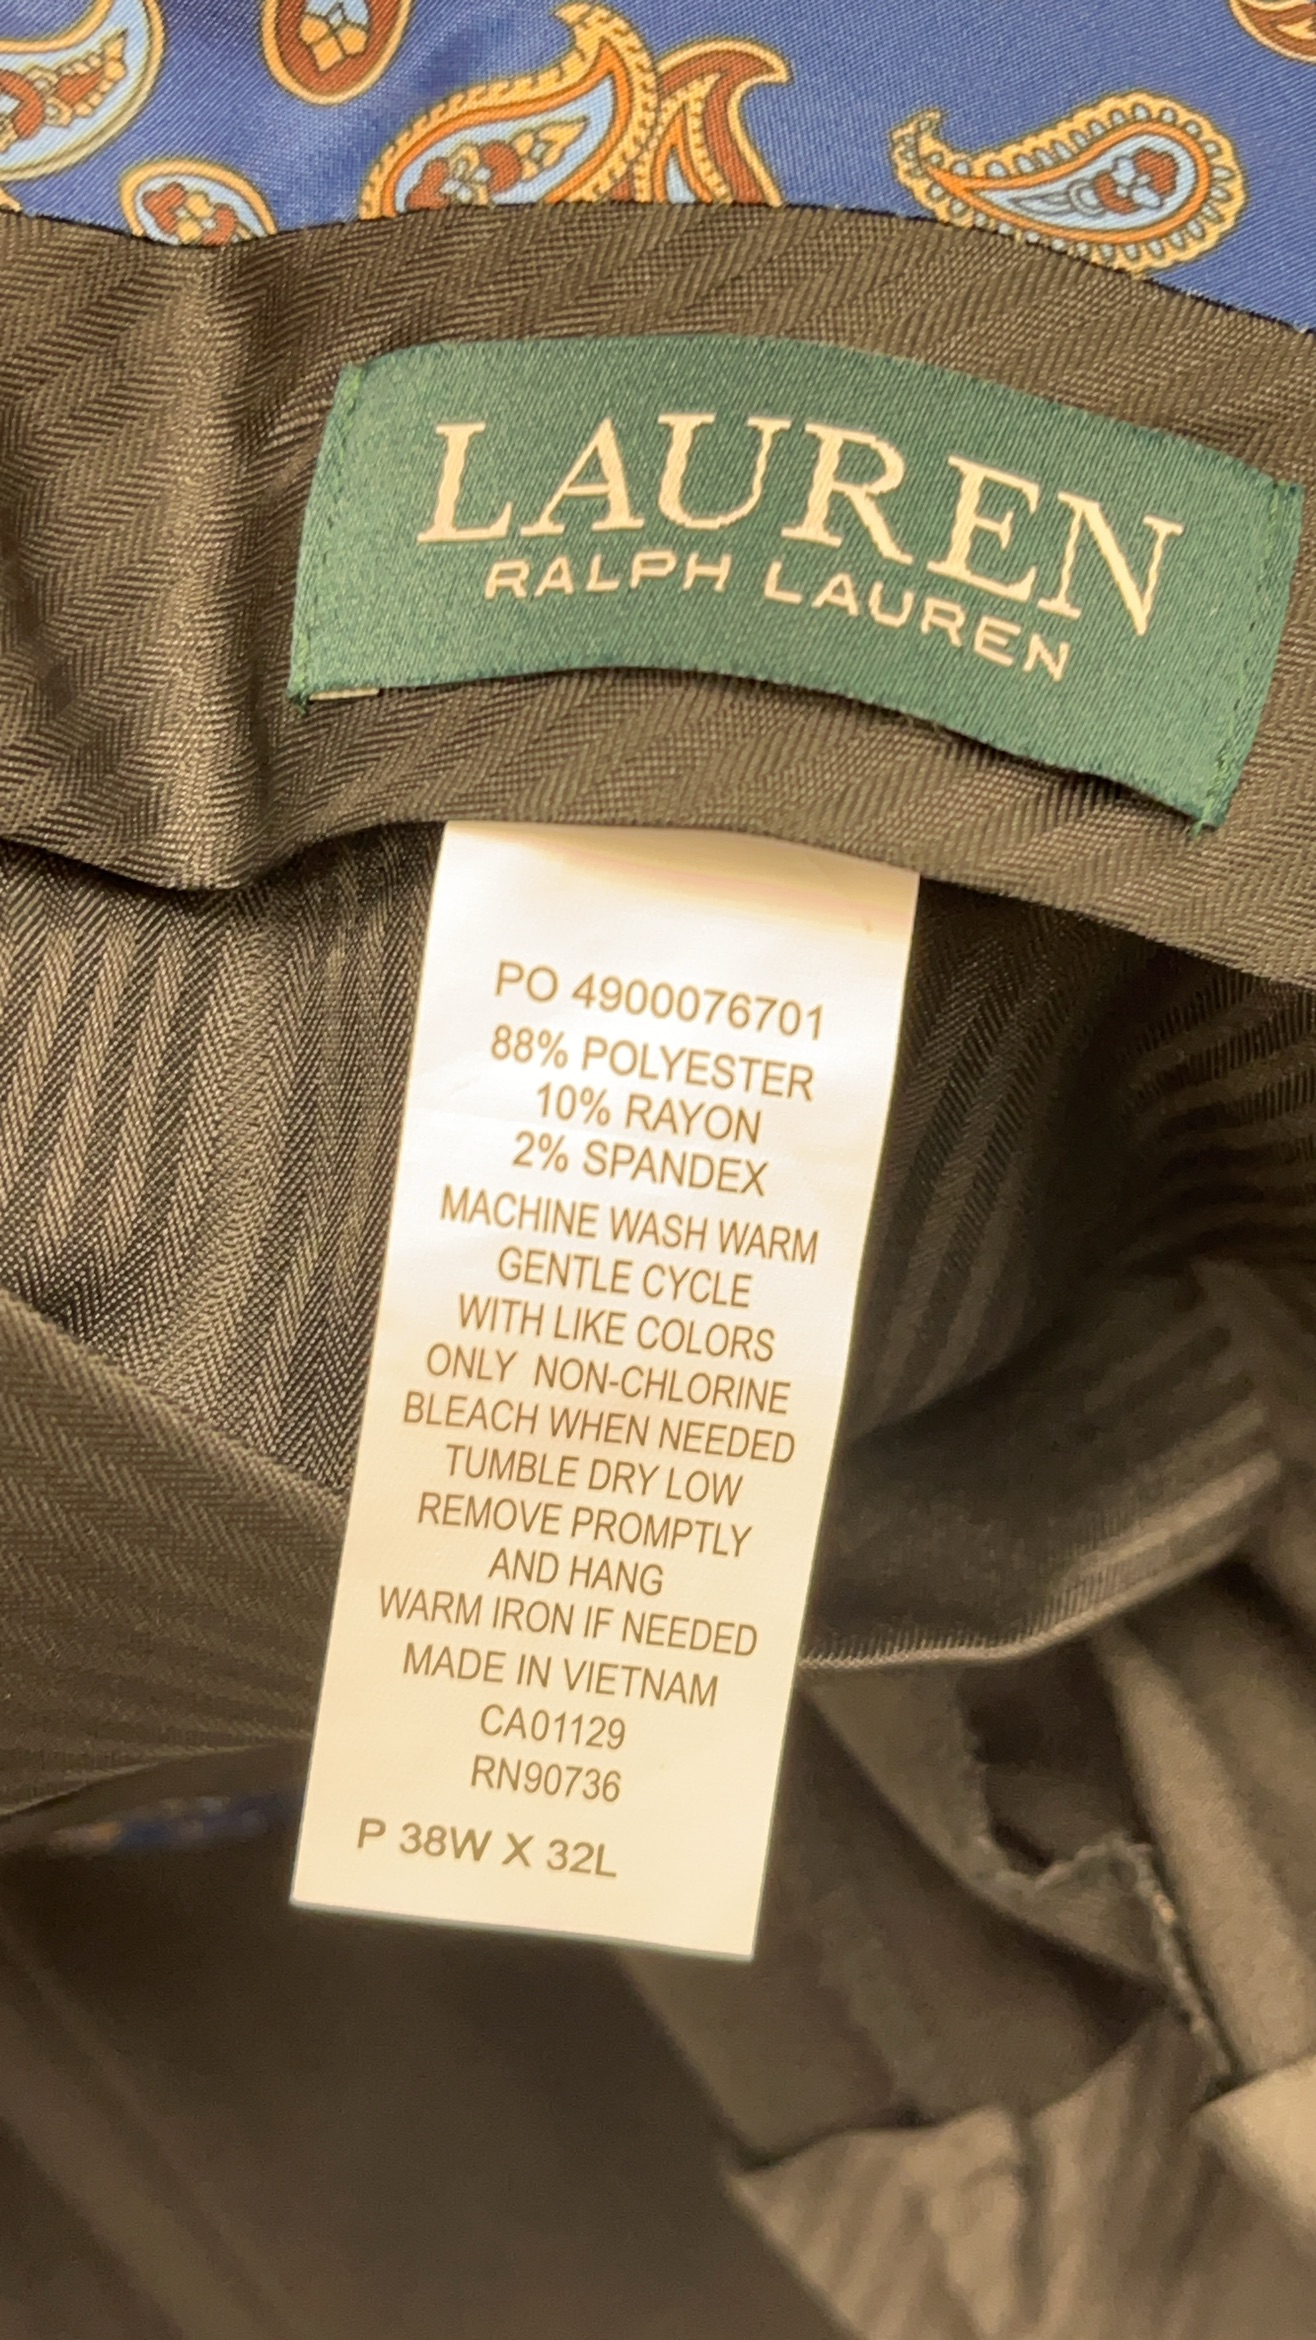 LAUREN
RALPH LAUREN
PO 4900076701
88% POLYESTER
10% RAYON
2% SPANDEX
MACHINE WASH WARM
GENTLE CYCLE
WITH LIKE COLORS
ONLY NON-CHLORINE
BLEACH WHEN NEEDED
TUMBLE DRY LOW
REMOVE PROMPTLY
AND HANG
WARM IRON IF NEEDED
MADE IN VIETNAM
CA01129
RN90736
P 38W X 32L